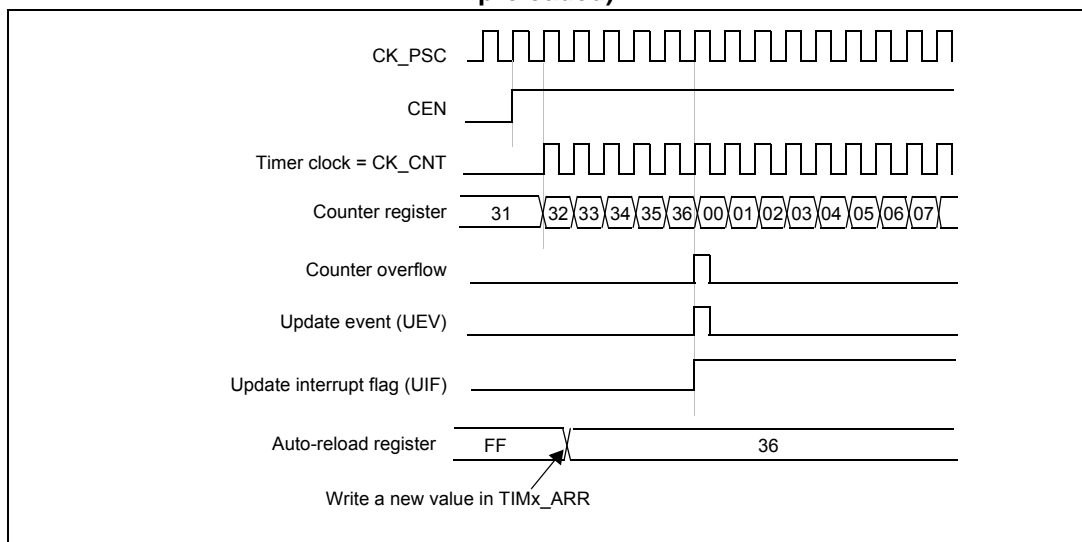 CK_PSC
CEN
Timer clock = CK_CNT
Counter register 31 32 33 34 35 36 00 01 02 03 04 05 06 07
Counter overflow
Update event (UEV)
Update interrupt flag (UIF)
Auto-reload register FF 36
Write a new value in TIMx_ARR